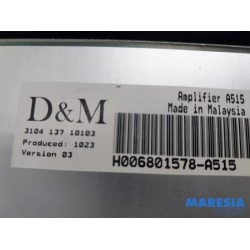 D&M
3104 137 10103
Produced: 1023
Version 03
Amplifier A515
Made in Malaysia
H006801578-A515
MARESIA